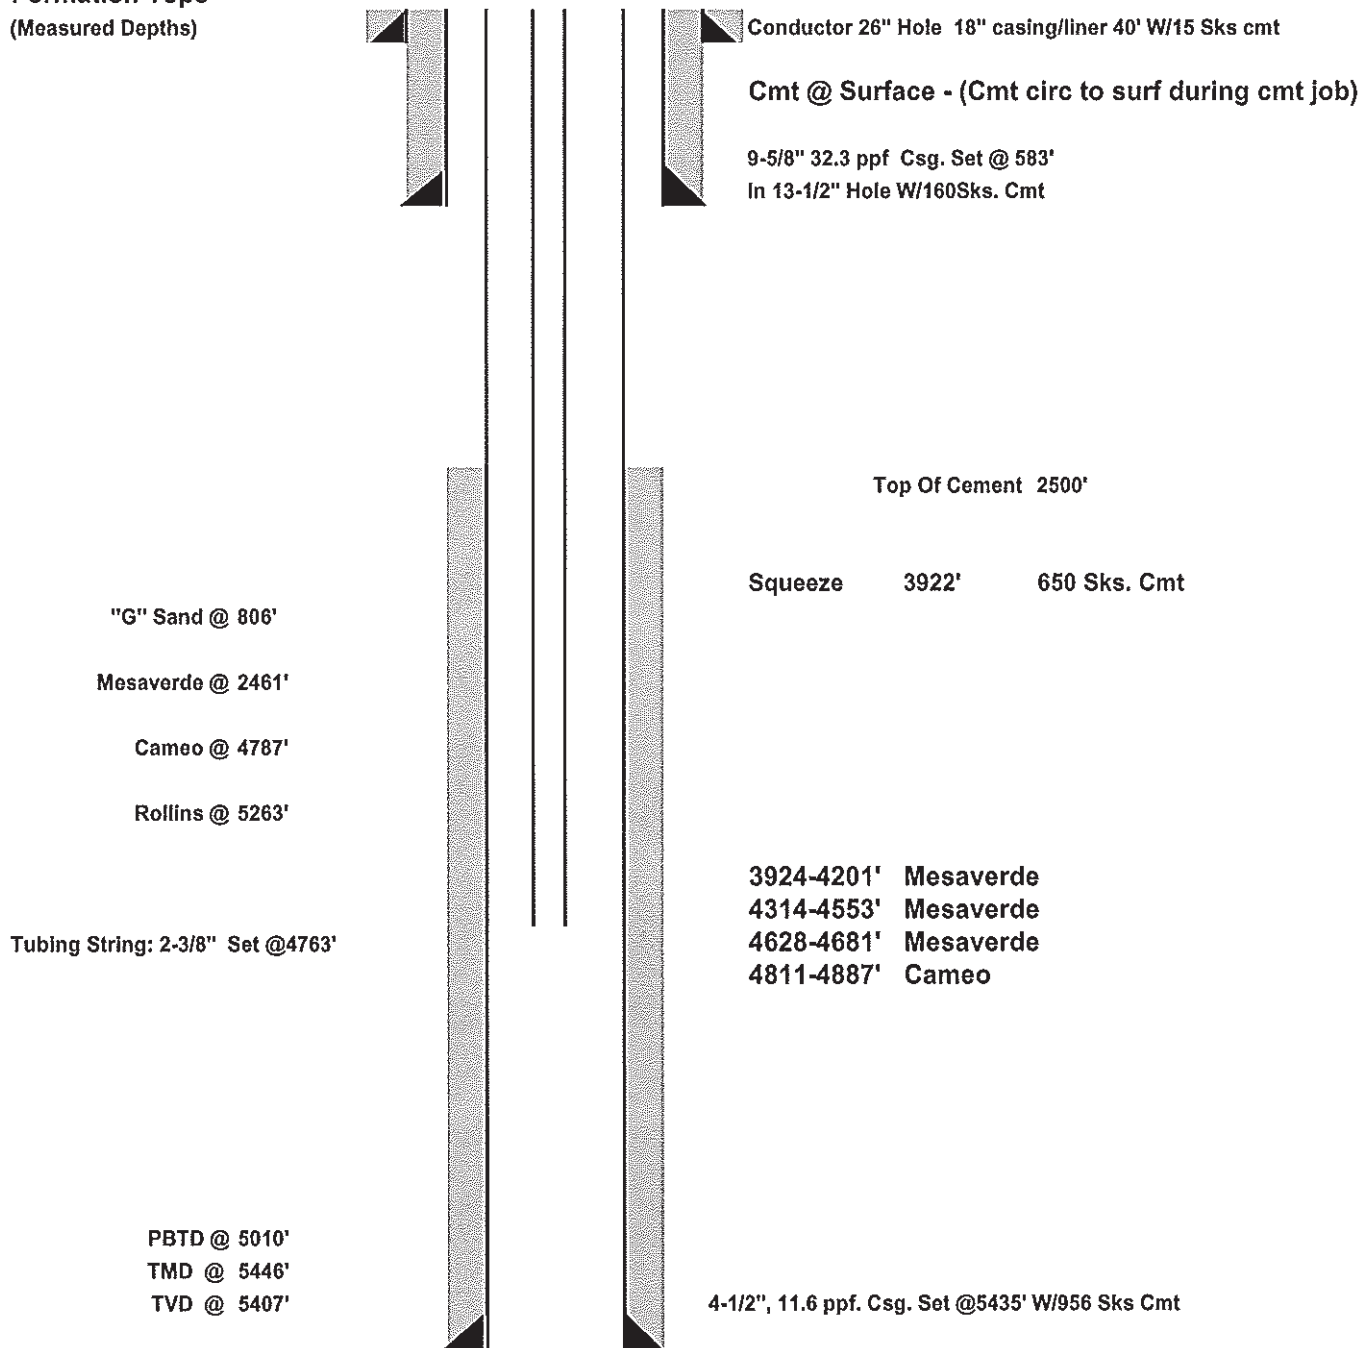 (Measured Depths)
Conductor 26" Hole 18" casing/liner 40' W/15 Sks cmt
Cmt @ Surface - (Cmt circ to surf during cmt job)
9-5/8" 32.3 ppf Csg. Set @ 583'
In 13-1/2" Hole W/160Sks. Cmt
Top Of Cement 2500'
Squeeze 3922' 650 Sks. Cmt
"G" Sand @ 806'
Mesaverde @ 2461'
Cameo @ 4787'
Rollins @ 5263'
3924-4201' Mesaverde
4314-4553' Mesaverde
4628-4681' Mesaverde
4811-4887' Cameo
Tubing String: 2-3/8" Set @4763'
PBTD @ 5010'
TMD @ 5446'
TVD @ 5407'
4-1/2", 11.6 ppf. Csg. Set @5435' W/956 Sks Cmt